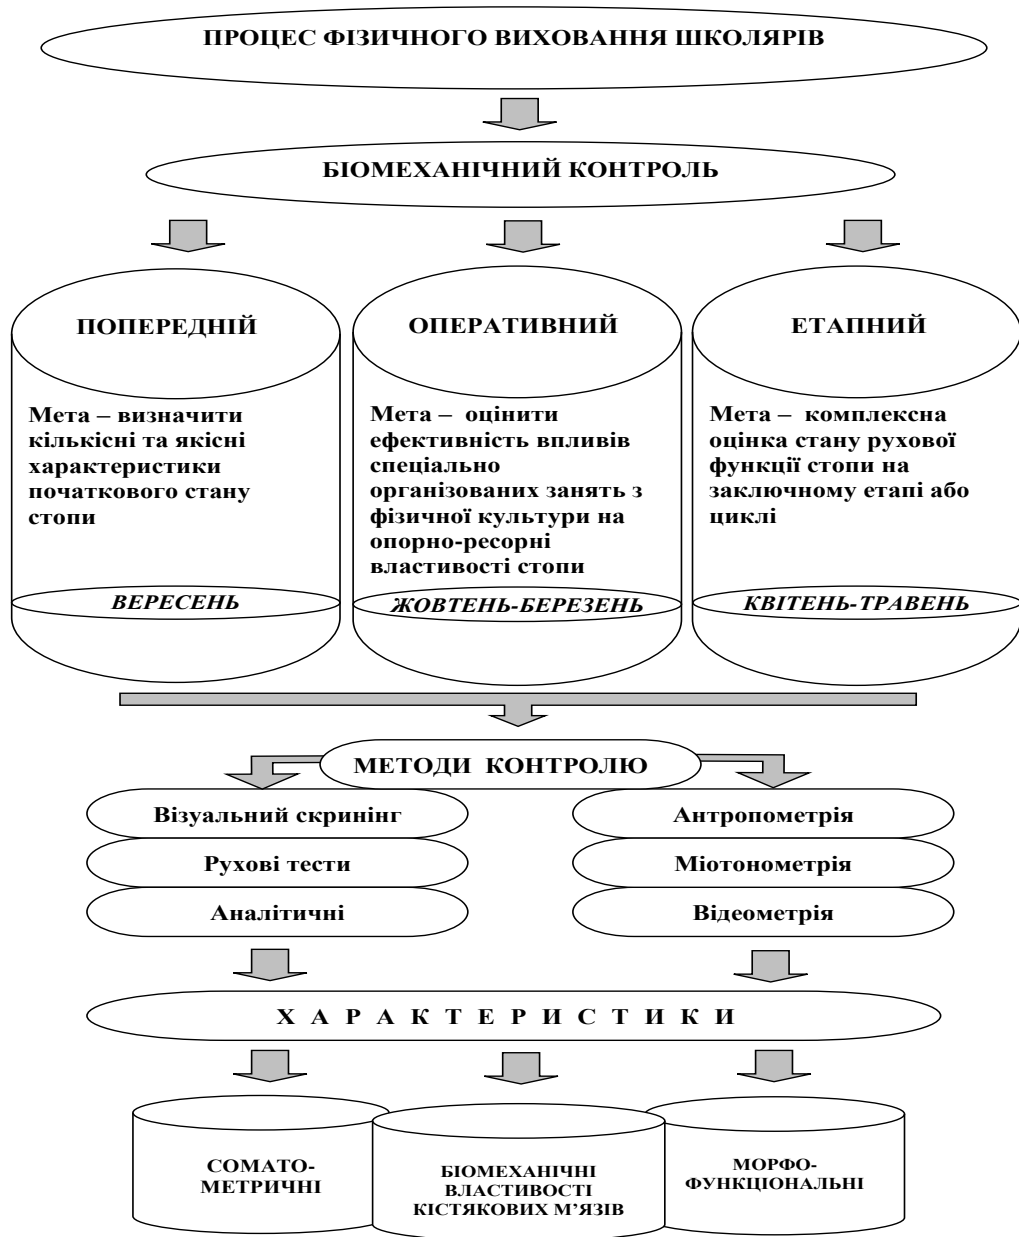 ПРОЦЕС ФІЗИЧНОГО ВИХОВАННЯ ШКОЛЯРІВ
БІОМЕХАНІЧНИЙ КОНТРОЛЬ
ПОПЕРЕДНІЙ
Мета – визначити
кількісні та якісні
характеристики
початкового стану
стопи
ВЕРЕСЕНЬ
ОПЕРАТИВНИЙ
Мета – оцінити
ефективність впливів
спеціально
організованих занять з
фізичної культури на
опорно-ресорні
властивості стопи
ЖОВТЕНЬ-БЕРЕЗЕНЬ
ЕТАПНИЙ
Мета – комплексна
оцінка стану рухової
функції стопи на
заключному етапі або
циклі
КВІТЕНЬ-ТРАВЕНЬ
МЕТОДИ КОНТРОЛЮ
Візуальний скринінг
Рухові тести
Аналітичні
Антропометрія
Міотонометрія
Відеометрія
Х А Р А К Т Е Р И С Т И К И
СОМАТО-
МЕТРИЧНІ
БІОМЕХАНІЧНІ
ВЛАСТИВОСТІ
КІСТЯКОВИХ М’ЯЗІВ
МОРФО-
ФУНКЦІОНАЛЬНІ